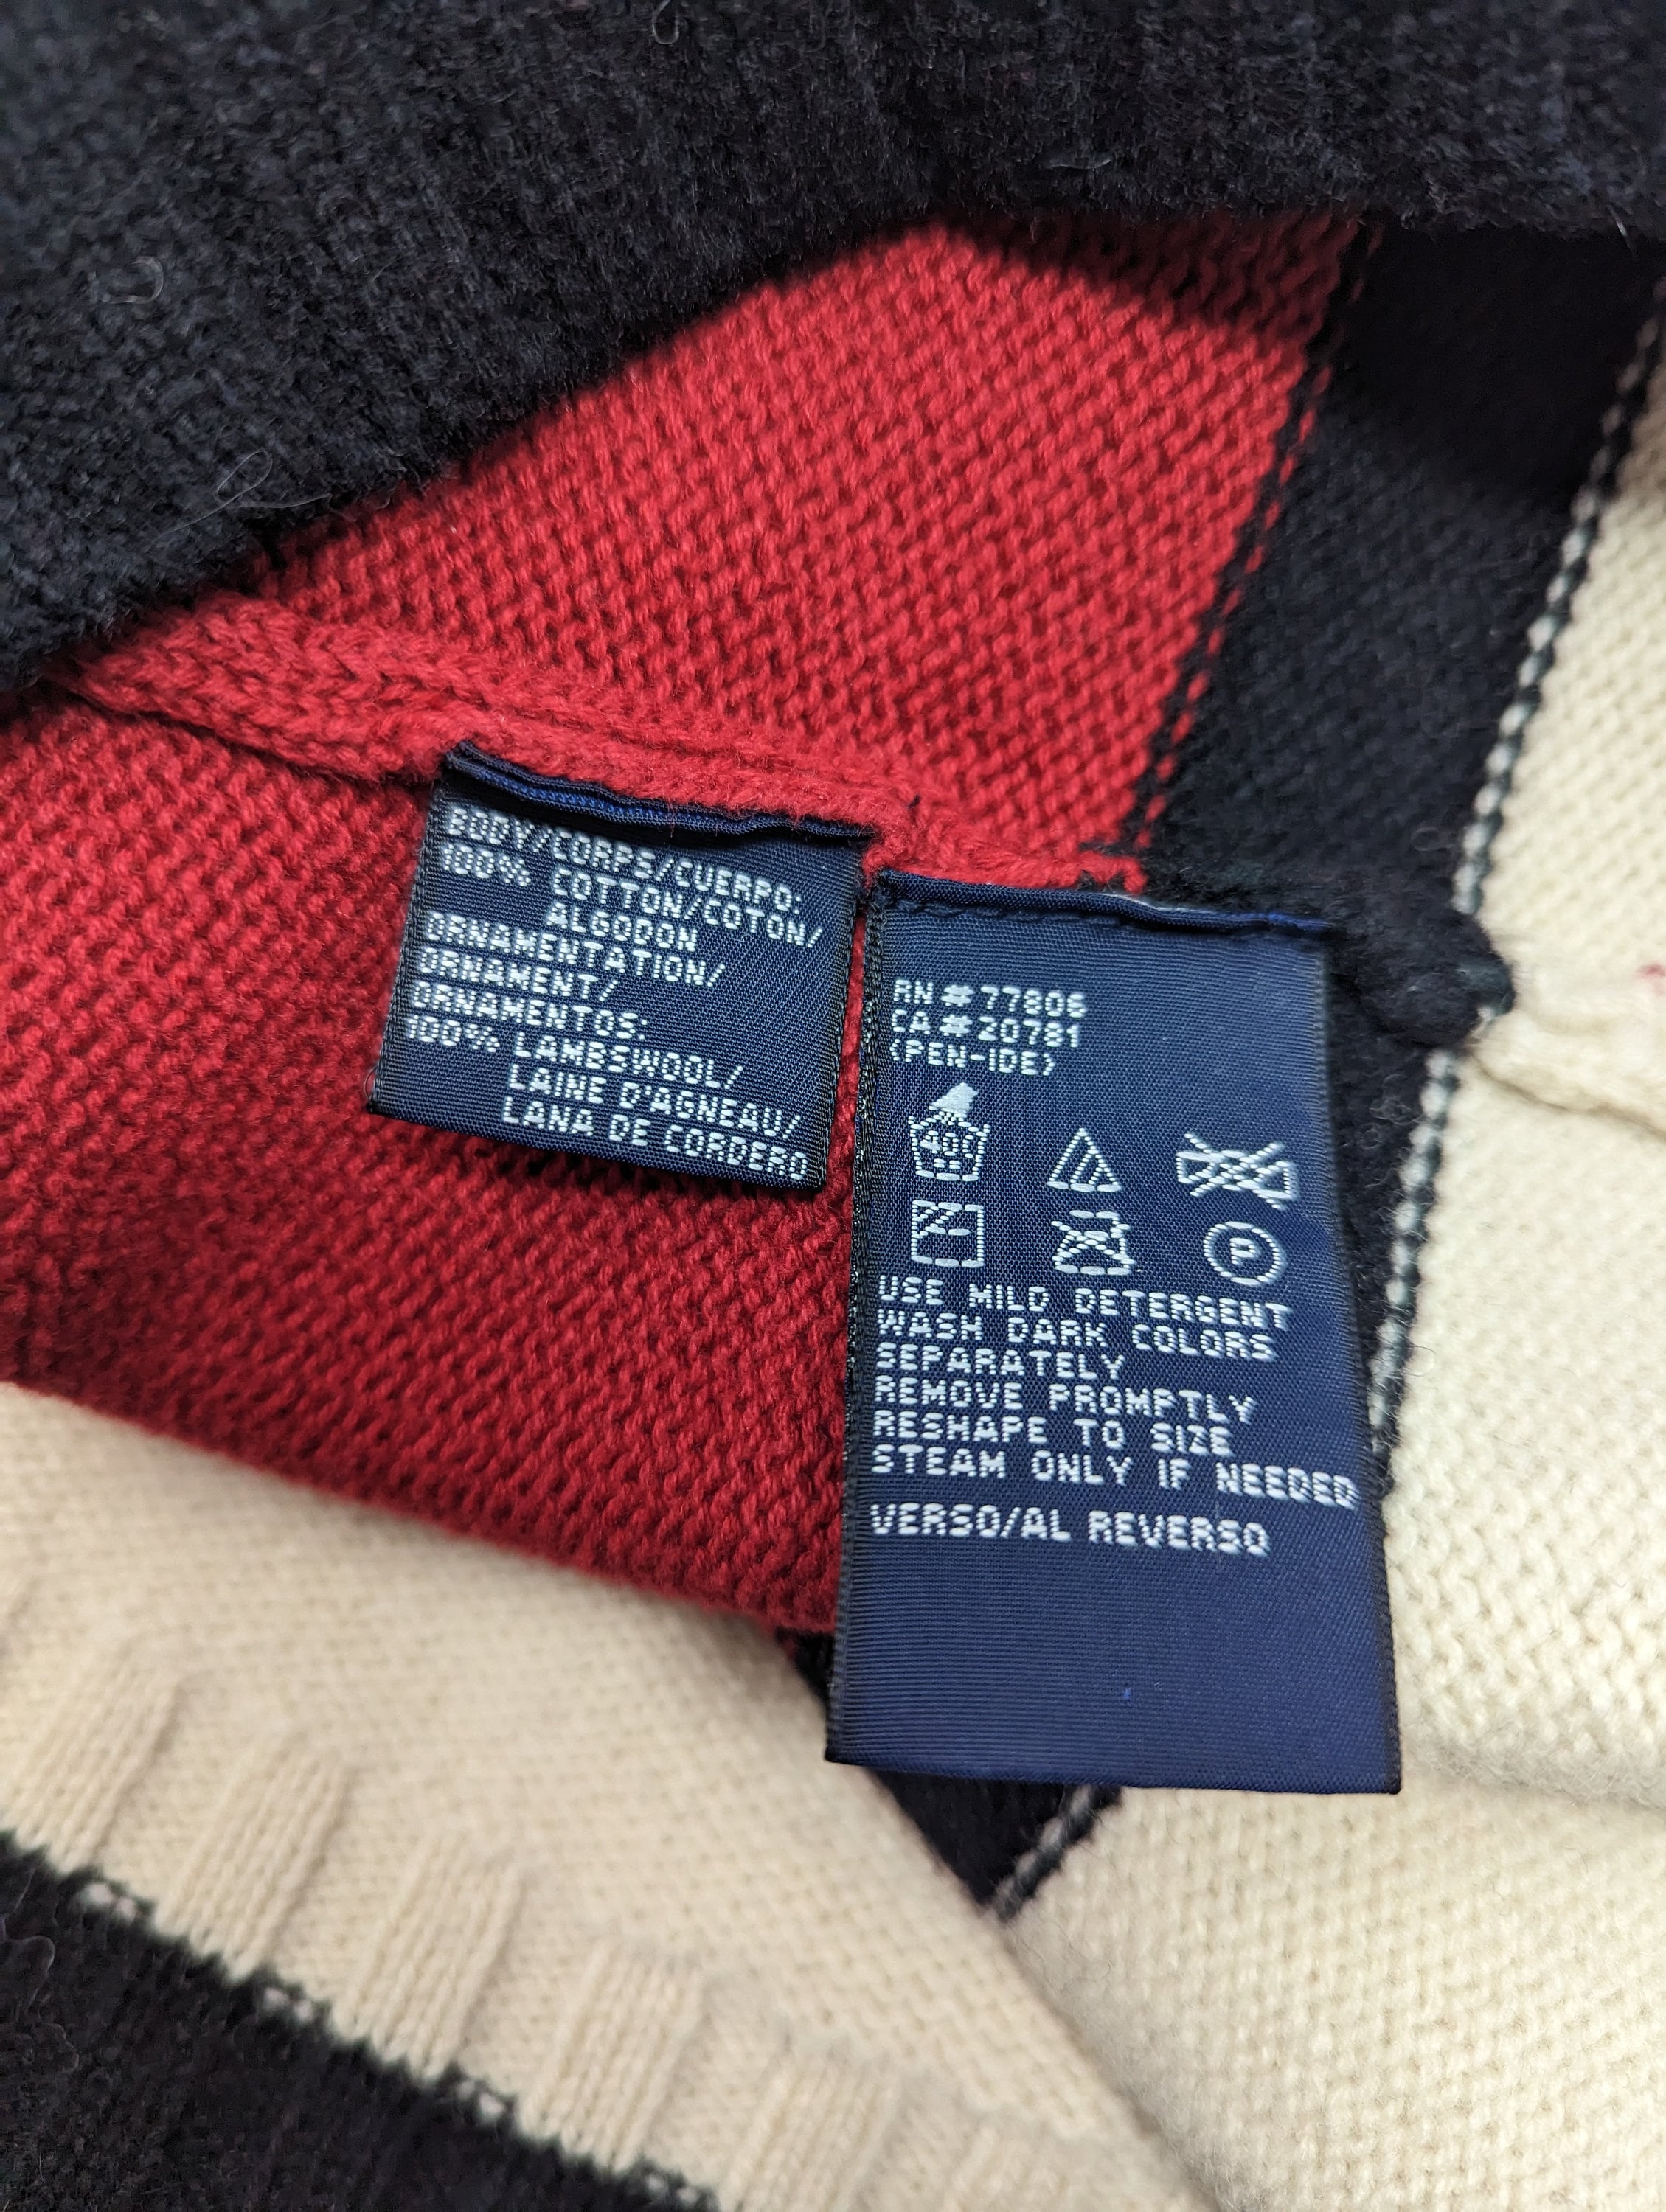 BODY/CORPS/CUERPO:
100% COTTON/COTON/
ALGODON
ORNAMENTATION/
ORNAMENT/
ORNAMENTOS:
100% LAMBSWOOL/
LAINE D'AGNEAU/
LANA DE CORDERO
RN #77806
CA #20781
(PEN-IDE)
40°
P
USE MILD DETERGENT
WASH DARK COLORS
SEPARATELY
REMOVE PROMPTLY
RESHAPE TO SIZE
STEAM ONLY IF NEEDED
VERSO/AL REVERSO